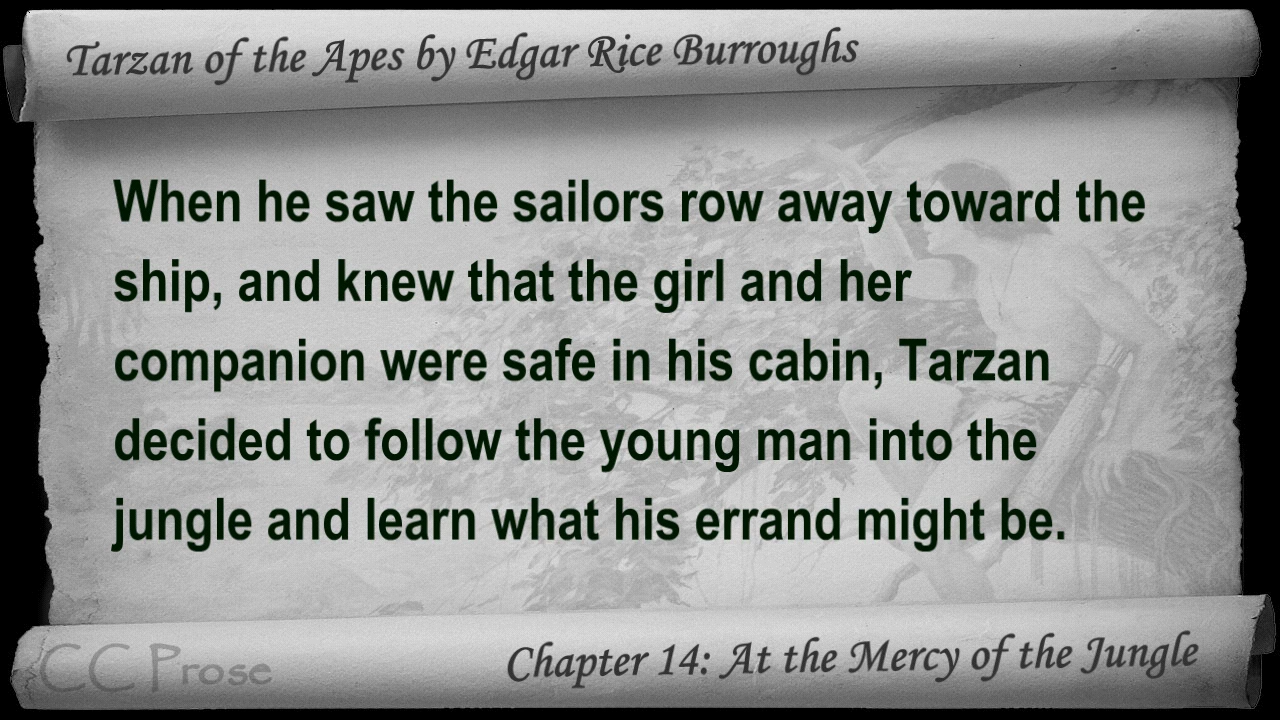 Tarzan of the Apes by Edgar Rice Burroughs
When he saw the sailors row away toward the
ship, and knew that the girl and her
companion were safe in his cabin, Tarzan
decided to follow the young man into the
jungle and learn what his errand might be.
CC Prose
Chapter 14: At the Mercy of the Jungle